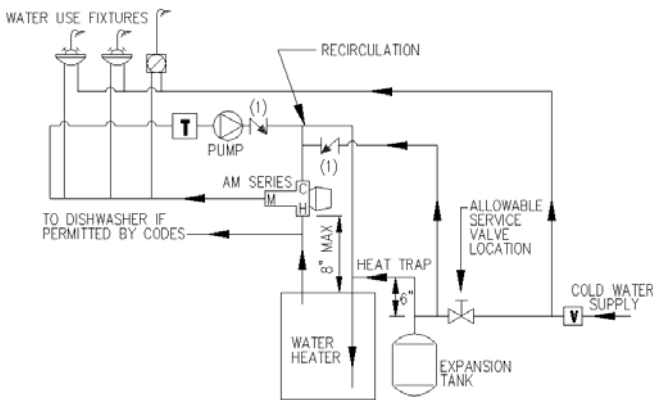 WATER USE FIXTURES
RECIRCULATION
(1)
T
PUMP
(1)
AM SERIES
C
M
H
TO DISHWASHER IF
PERMITTED BY CODES
8" MAX
HEAT TRAP
6"
ALLOWABLE
SERVICE
VALVE
LOCATION
COLD WATER
SUPPLY
V
WATER
HEATER
EXPANSION
TANK